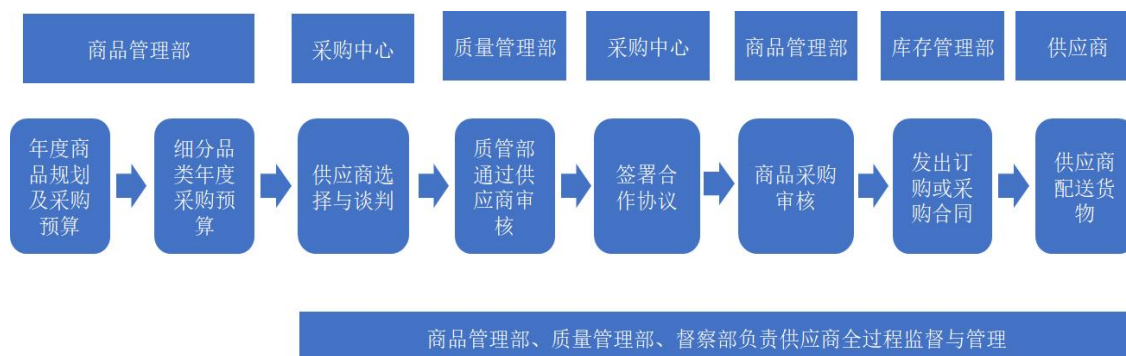 商品管理部
采购中心
质量管理部
采购中心
商品管理部
库存管理部
供应商
年度商
品规划
及采购
预算
细分品
类年度
采购预
算
供应商选
择与谈判
质管部
通过供
应商审
核
签署合
作协议
商品采购
审核
发出订
购或采
购合同
供应商
配送货
物
商品管理部、质量管理部、督察部负责供应商全过程监督与管理